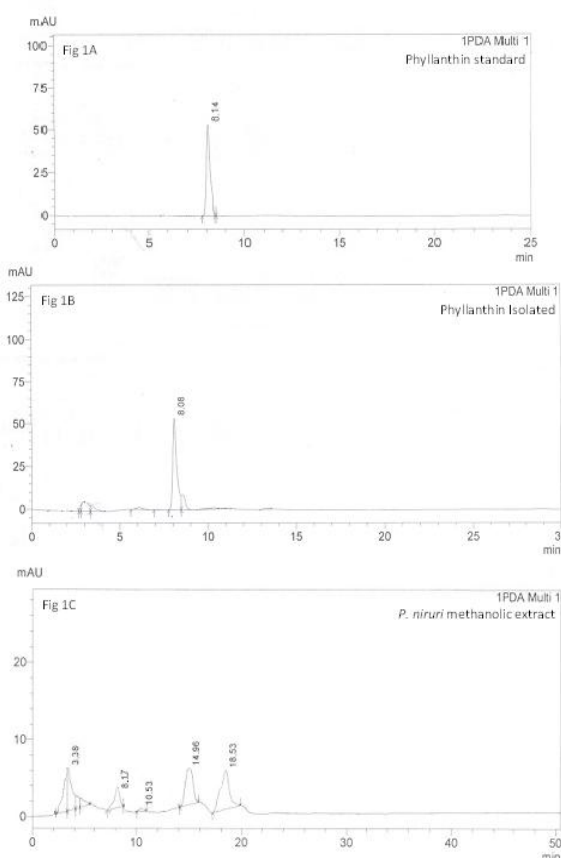 mAU
1PDA Multi 1
Fig 1A
Phyllanthin standard
100
75
50
25
0
8.14
0 5 10 15 20 25
min
mAU
1PDA Multi 1
Fig 1B
Phyllanthin Isolated
125
100
75
50
25
0
8.08
0 5 10 15 20 25 3
min
mAU
1PDA Multi 1
Fig 1C
P. niruri methanolic extract
20
10
0
3.38
8.17
10.53
14.96
18.53
0 10 20 30 40 50
min